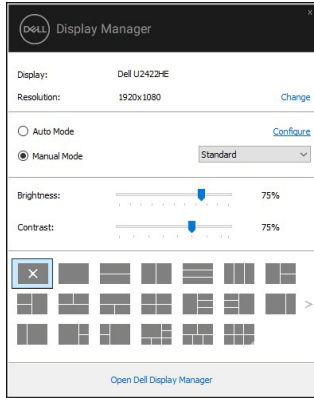 DELL Display Manager
Display: Dell U2422HE
Resolution: 1920x1080 Change
Auto Mode Configure
Manual Mode Standard
Brightness: 75%
Contrast: 75%
Open Dell Display Manager